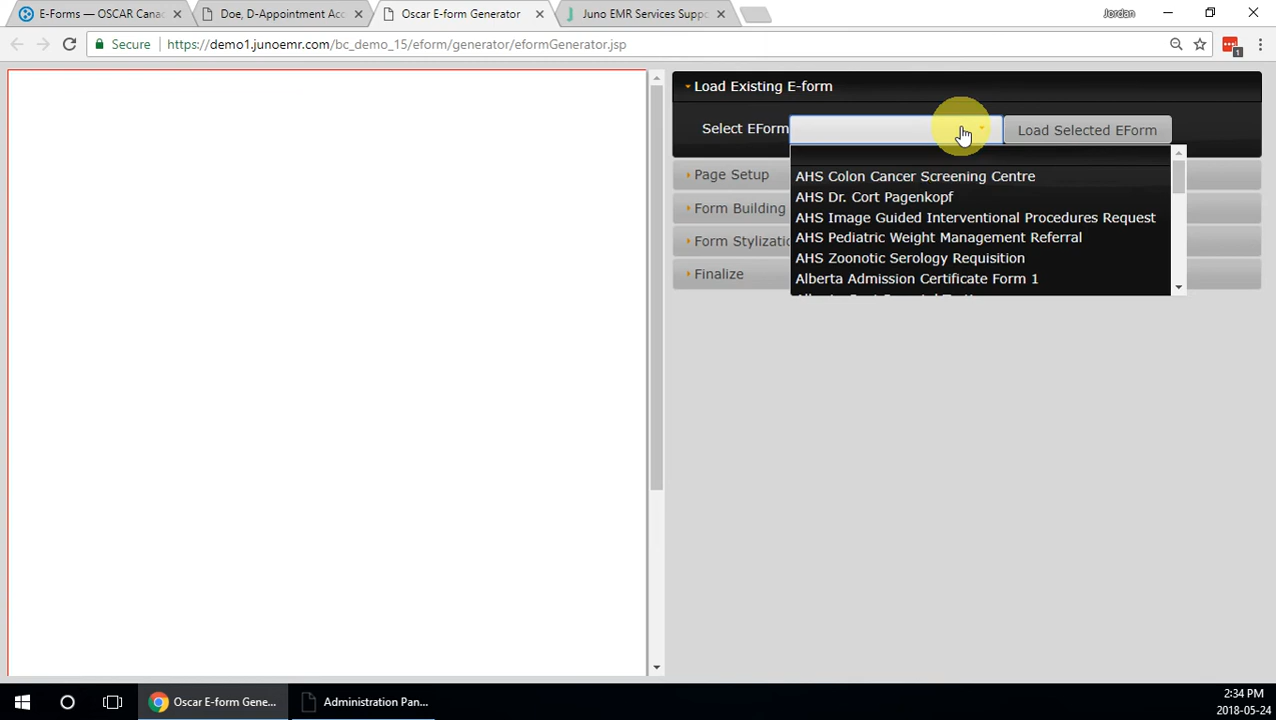 E-Forms — OSCAR Cana
Doe, D-Appointment Acc
Oscar E-form Generator
Juno EMR Services Suppo
Jordan
Secure
https://demo1.junoemr.com/bc_demo_15/eform/generator/eformGenerator.jsp
1
Load Existing E-form
Select EForm
Load Selected EForm
AHS Colon Cancer Screening Centre
AHS Dr. Cort Pagenkopf
AHS Image Guided Interventional Procedures Request
AHS Pediatric Weight Management Referral
AHS Zoonotic Serology Requisition
Alberta Admission Certificate Form 1
Page Setup
Form Building
Form Stylizatio
Finalize
Oscar E-form Gene...
Administration Pan...
2:34 PM
2018-05-24